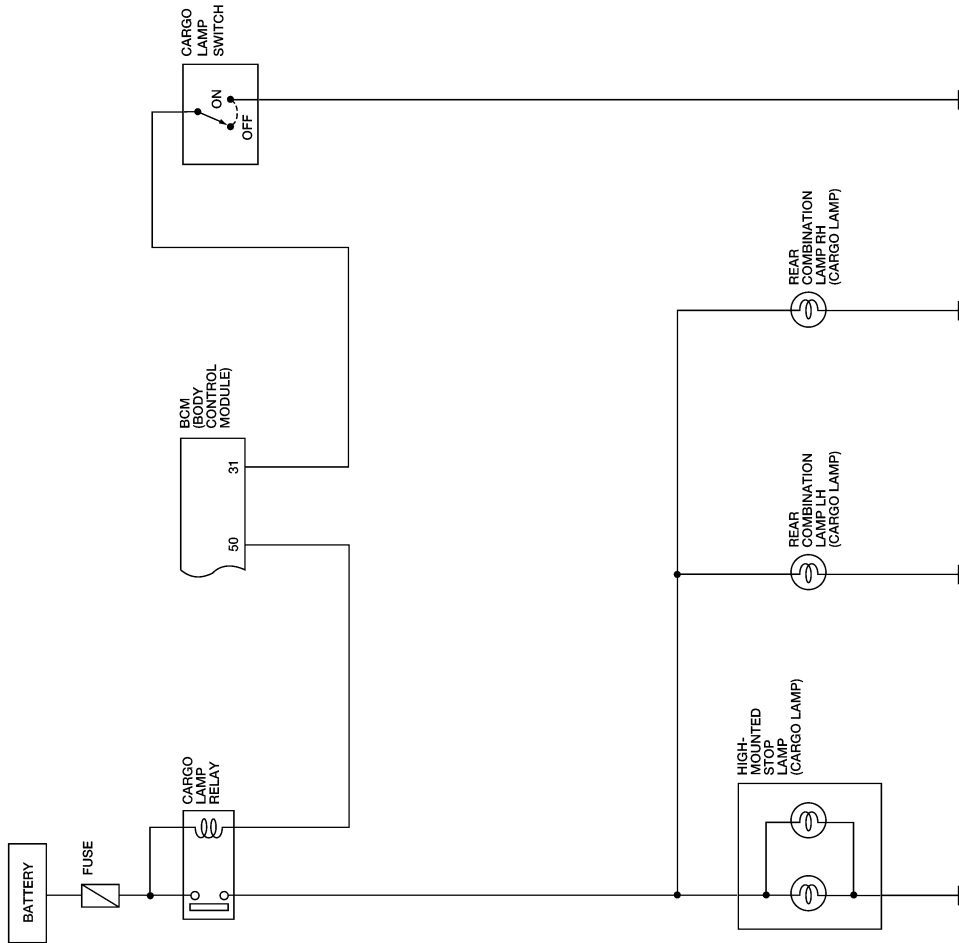 BATTERY
FUSE
CARGO
LAMP
RELAY
BCM
(BODY
CONTROL
MODULE)
50
31
CARGO
LAMP
SWITCH
OFF
ON
HIGH-
MOUNTED
STOP
LAMP
(CARGO LAMP)
REAR
COMBINATION
LAMP LH
(CARGO LAMP)
REAR
COMBINATION
LAMP RH
(CARGO LAMP)